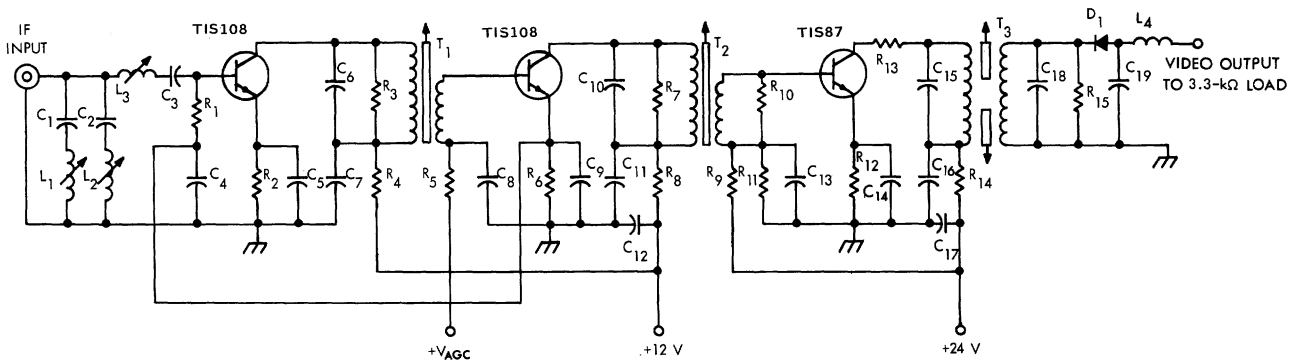 IF
INPUT
TIS108
TIS108
TIS87
T1
T2
T3
D1
L4
VIDEO OUTPUT
TO 3.3-kΩ LOAD
L3
C3
R1
C1
C2
L1
L2
C4
R2
C5
C6
C7
R3
R4
R5
C8
R6
C9
C10
C11
R7
R8
C12
R9
R10
R11
C13
R12
C14
R13
C15
C16
R14
C17
C18
R15
C19
+VAGC
+12 V
+24 V